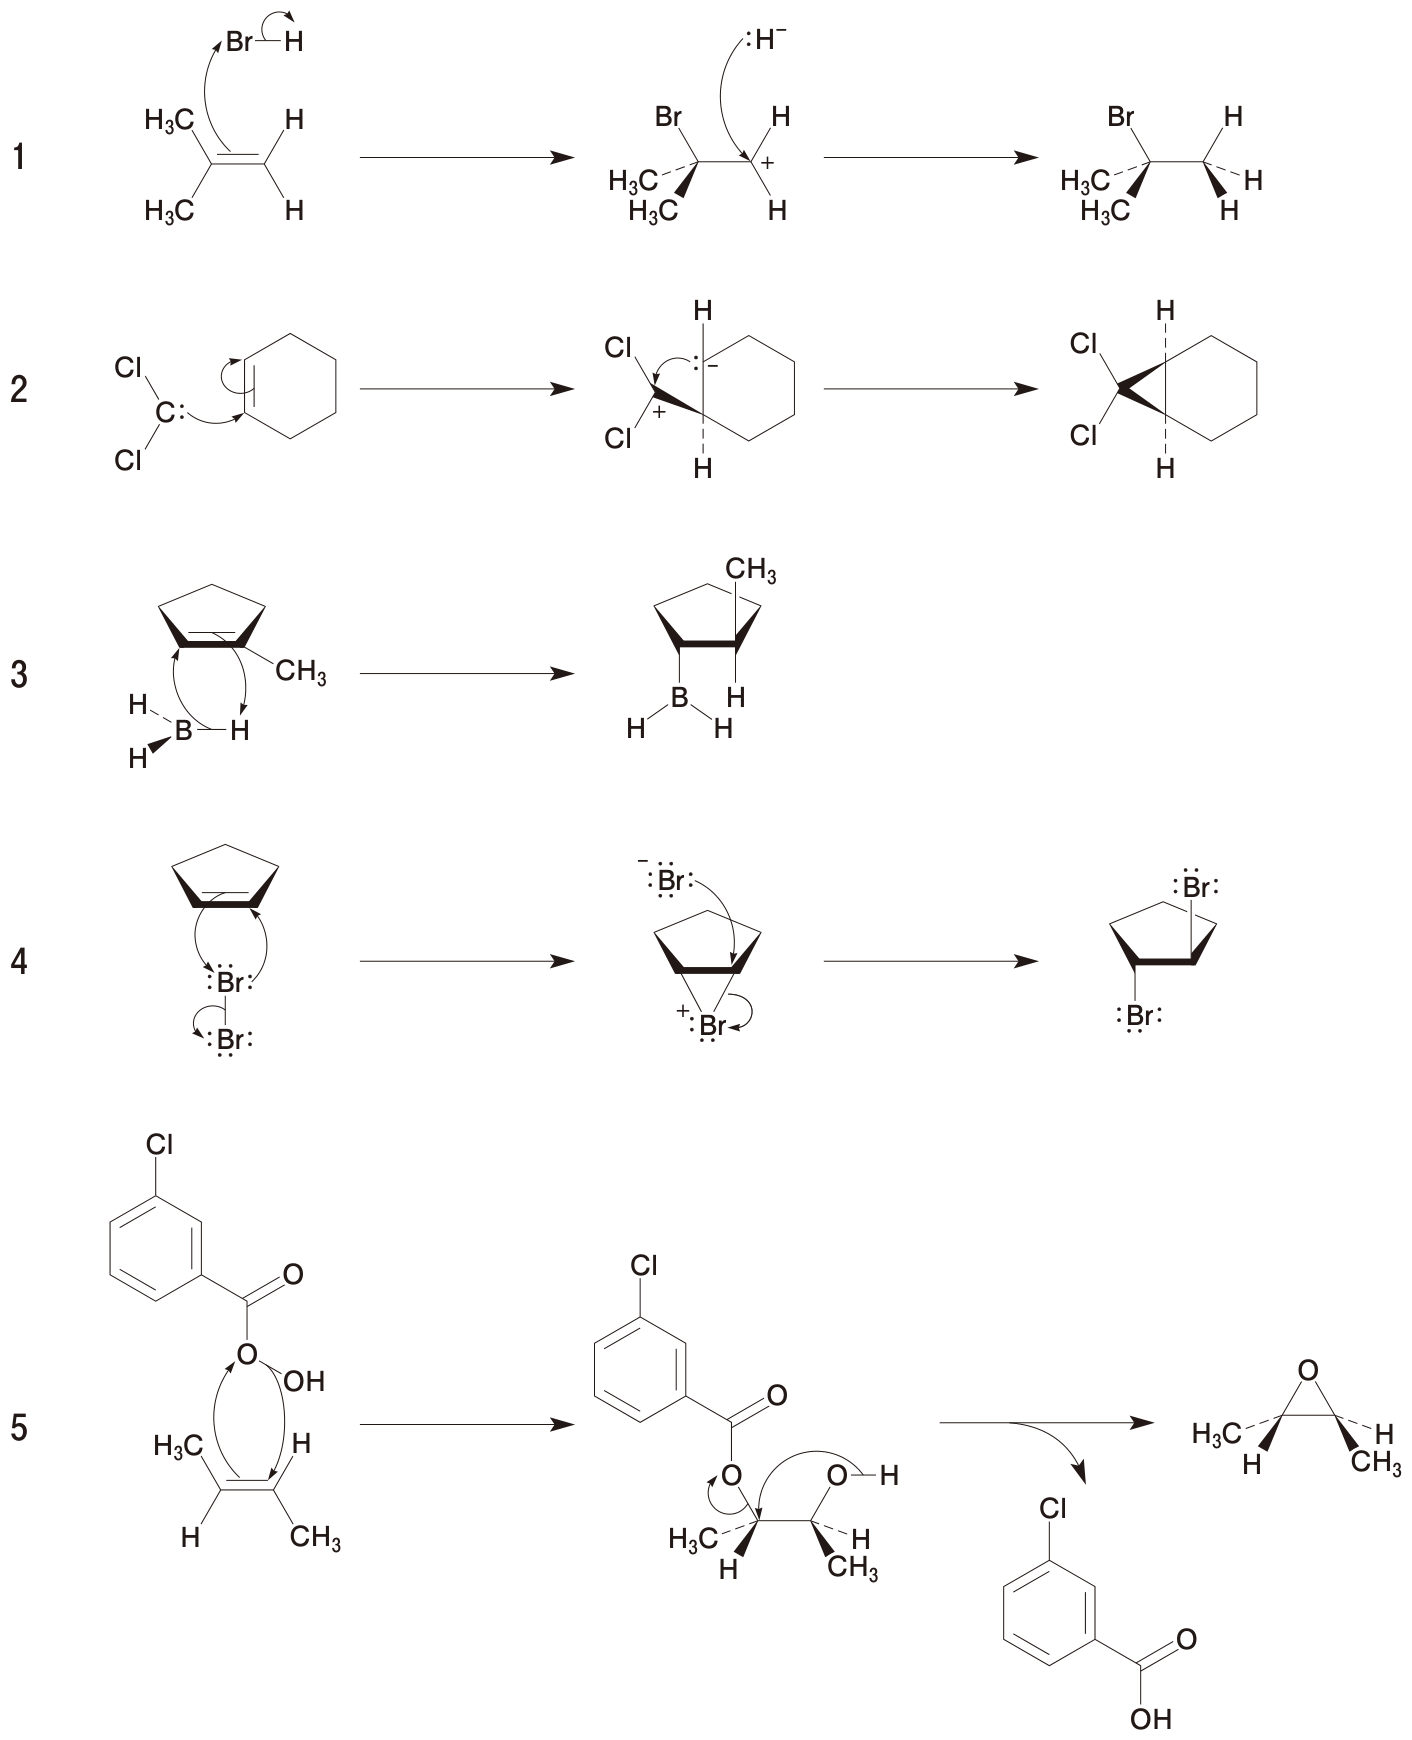 1
Br H
H₃C H
H₃C H
:H⁻
Br H
H₃C +
H₃C H
Br H
H₃C H
H₃C H
2
Cl
C:
Cl
H
Cl
:−
+
Cl
H
H
Cl
Cl
H
3
CH₃
H
B H
H
CH₃
B H
H H
4
:Br:
:Br:
− :Br:
+ :Br
:Br:
:Br:
5
Cl
O
O
OH
H₃C H
H CH₃
Cl
O
O O H
H₃C H
H CH₃
O
H₃C H
H CH₃
Cl
O
OH